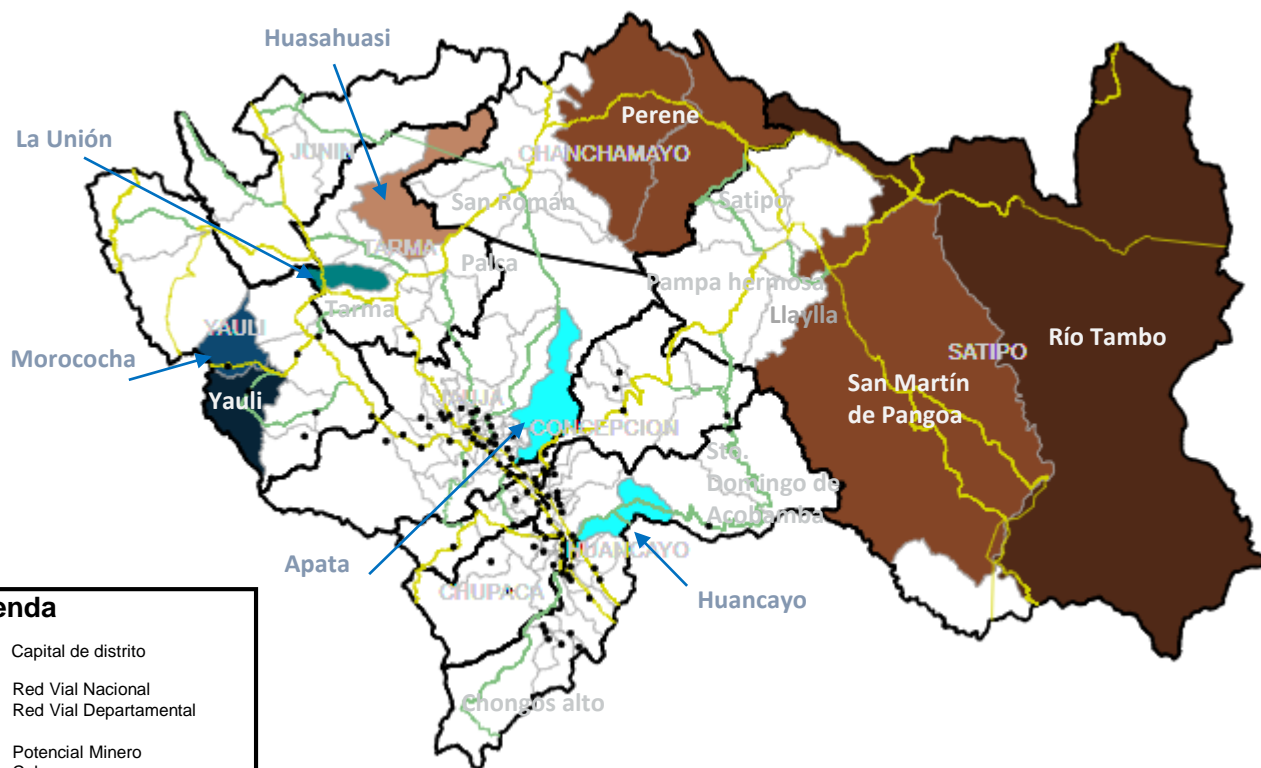 Huasahuasi
Perene
La Unión
JUNIN
CHANCHAMAYO
San Román
Satipo
TARMA
Palca
Pampa hermosa
Tarma
Llaylla
YAULI
Río Tambo
SATIPO
Morococha
San Martín
de Pangoa
Yauli
JAUJA
CONCEPCION
Sto.
Domingo de
Acobamba
HUANCAYO
Apata
CHUPACA
Huancayo
enda
Capital de distrito
Red Vial Nacional
Red Vial Departamental
Chongos alto
Potencial Minero